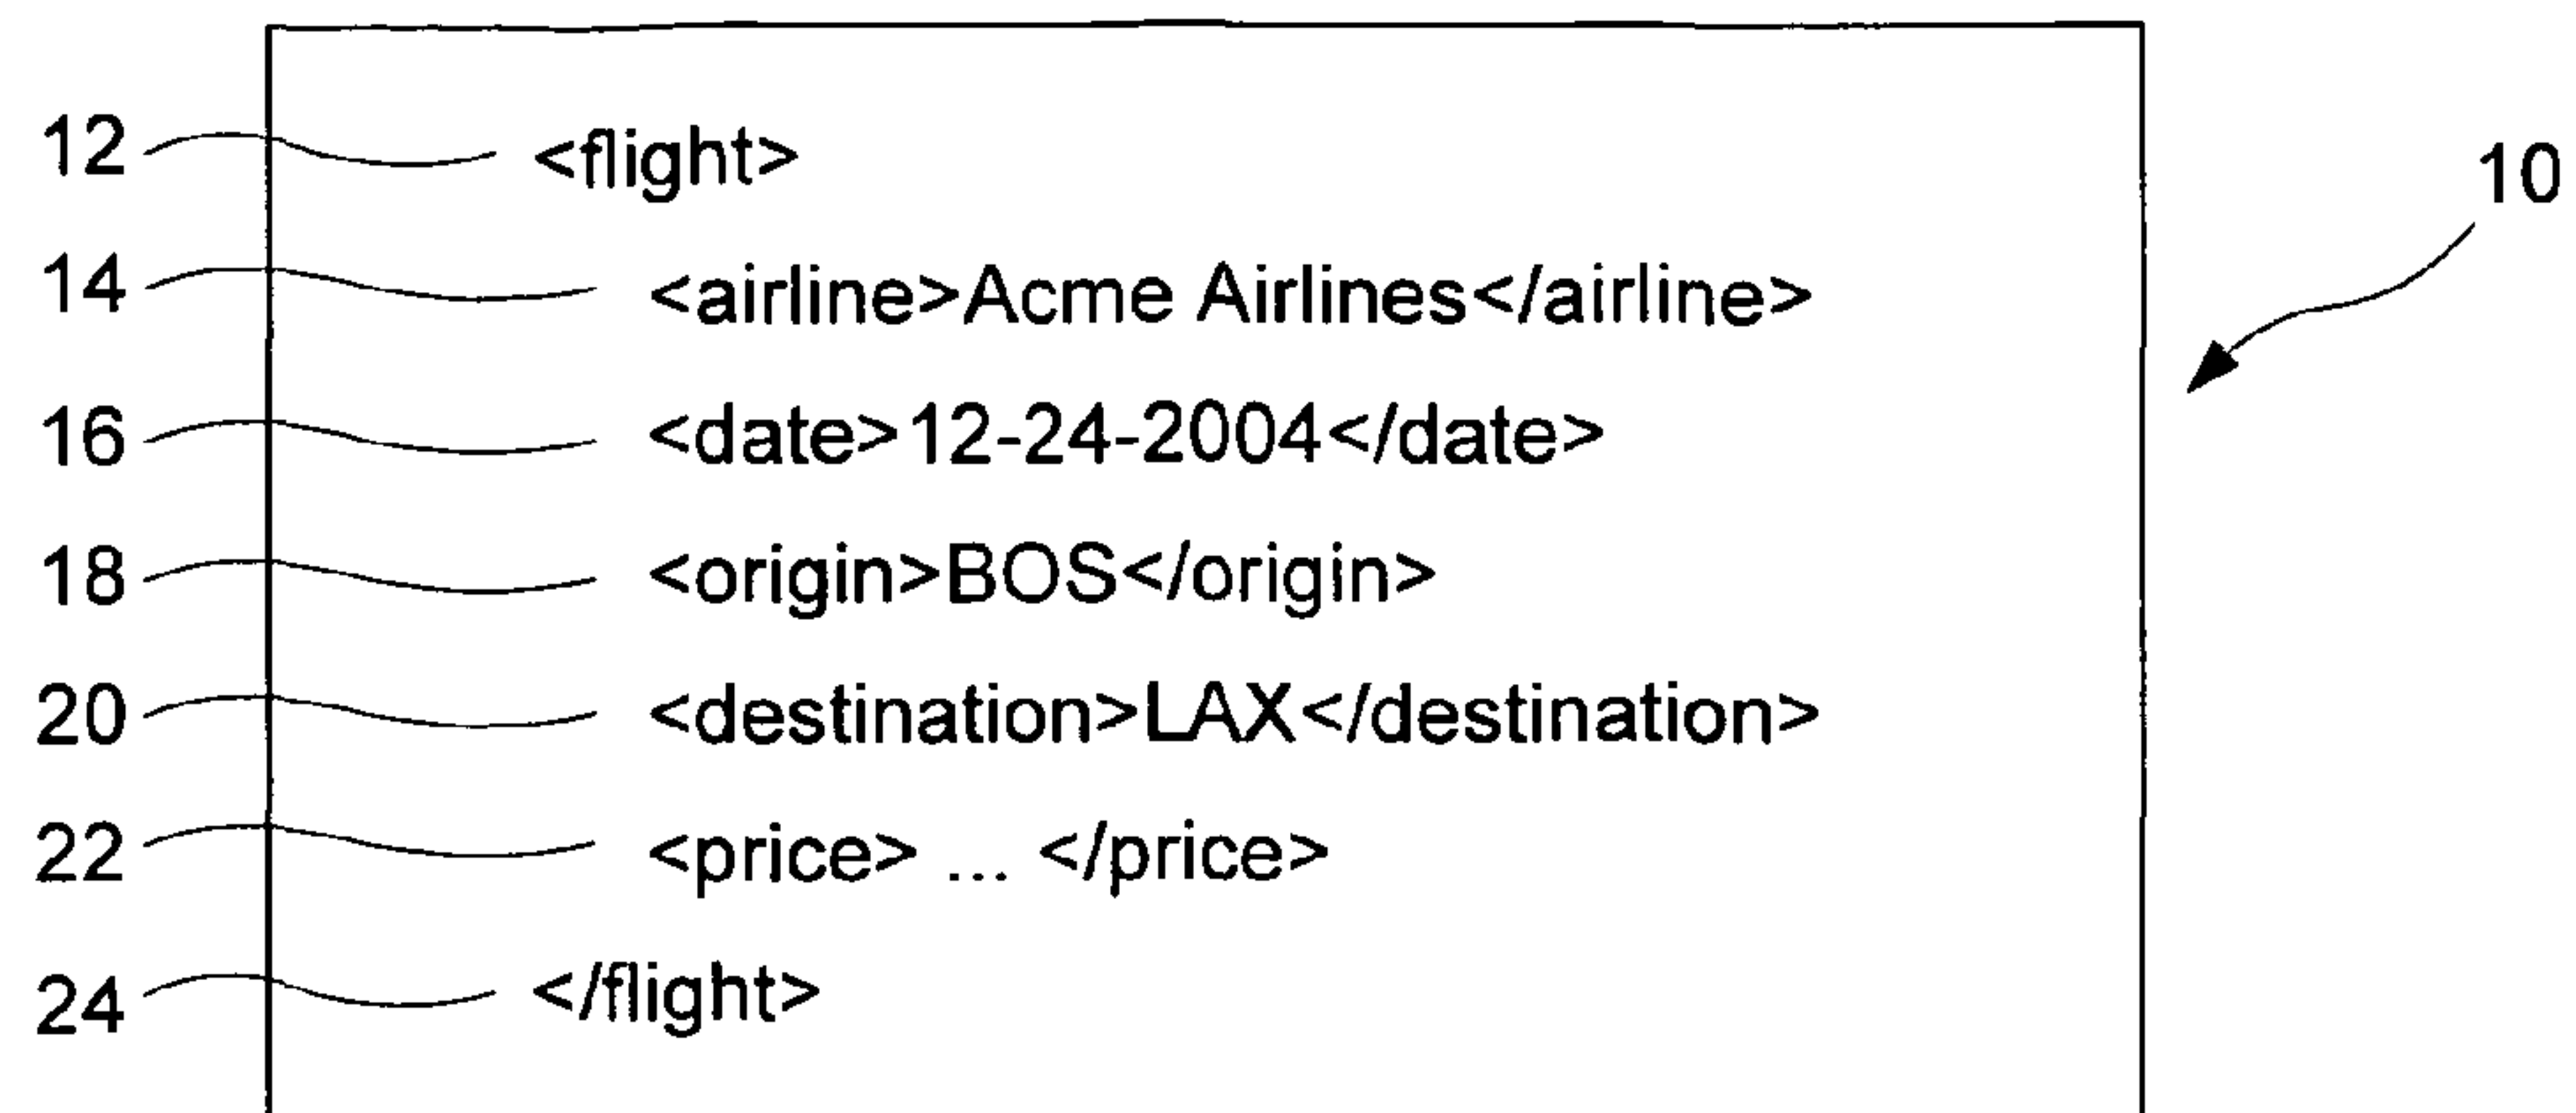 12 <flight>
10
14 <airline>Acme Airlines</airline>
16 <date>12-24-2004</date>
18 <origin>BOS</origin>
20 <destination>LAX</destination>
22 <price> ... </price>
24 </flight>